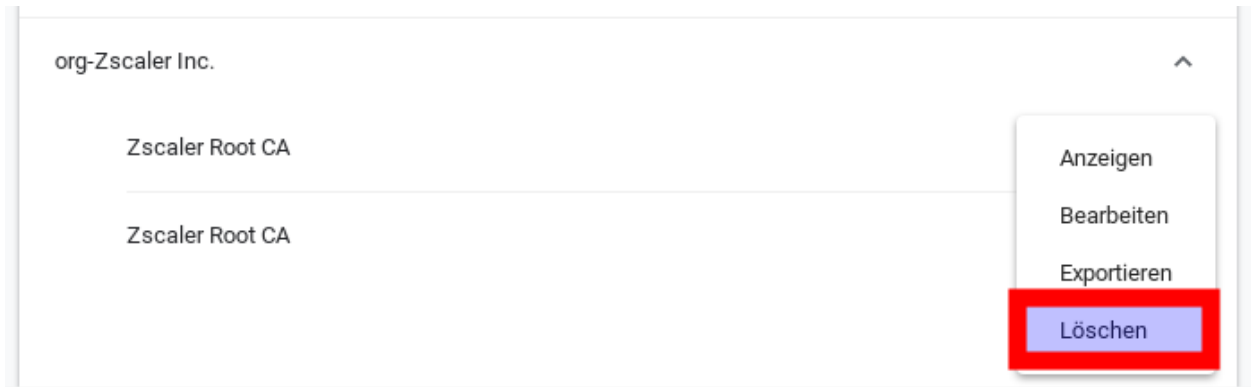 org-Zscaler Inc.
Zscaler Root CA
Zscaler Root CA
Anzeigen
Bearbeiten
Exportieren
Löschen